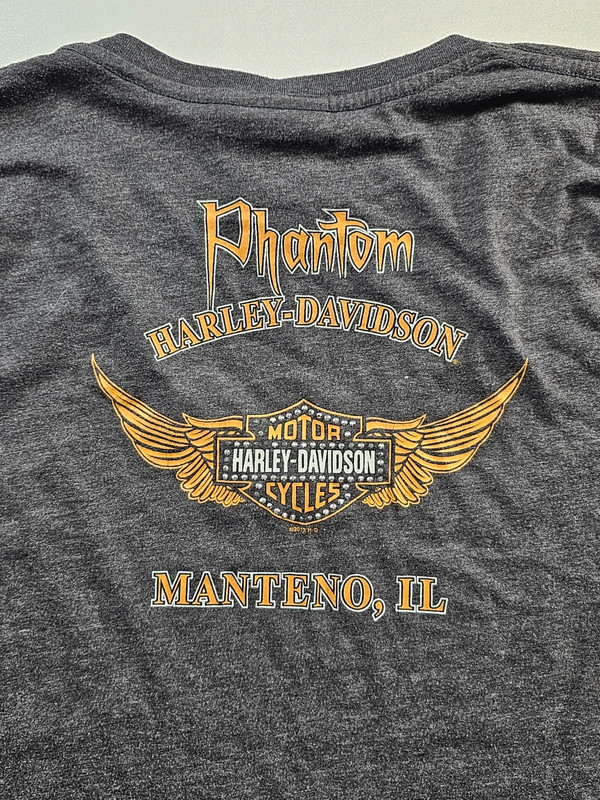 Phantom
HARLEY-DAVIDSON
MOTOR
HARLEY-DAVIDSON
CYCLES
MANTENO, IL